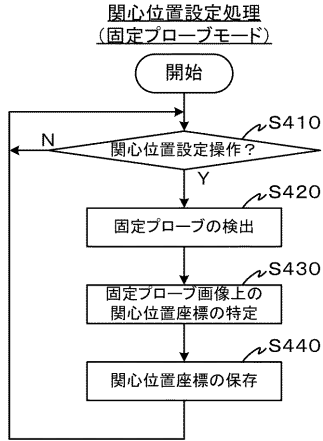 関心位置設定処理
(固定プローブモード)
開始
S410
N
関心位置設定操作?
Y
S420
固定プローブの検出
S430
固定プローブ画像上の
関心位置座標の特定
S440
関心位置座標の保存